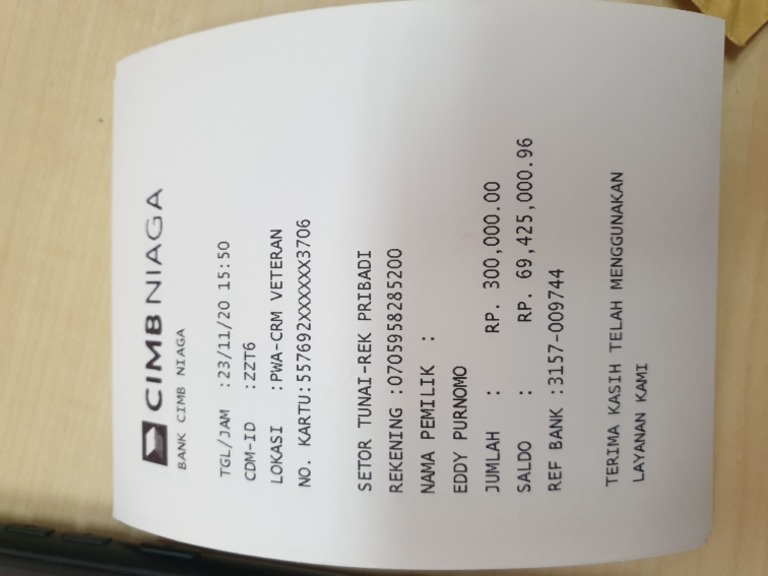 CIMB NIAGA
BANK CIMB NIAGA
TGL/JAM :23/11/20 15:50
CDM-ID :ZZT6
LOKASI :PWA-CRM VETERAN
NO. KARTU:557692XXXXXX3706
SETOR TUNAI-REK PRIBADI
REKENING :0705958285200
NAMA PEMILIK :
EDDY PURNOMO
JUMLAH : RP. 300,000.00
SALDO : RP. 69,425,000.96
REF BANK :3157-009744
TERIMA KASIH TELAH MENGGUNAKAN
LAYANAN KAMI